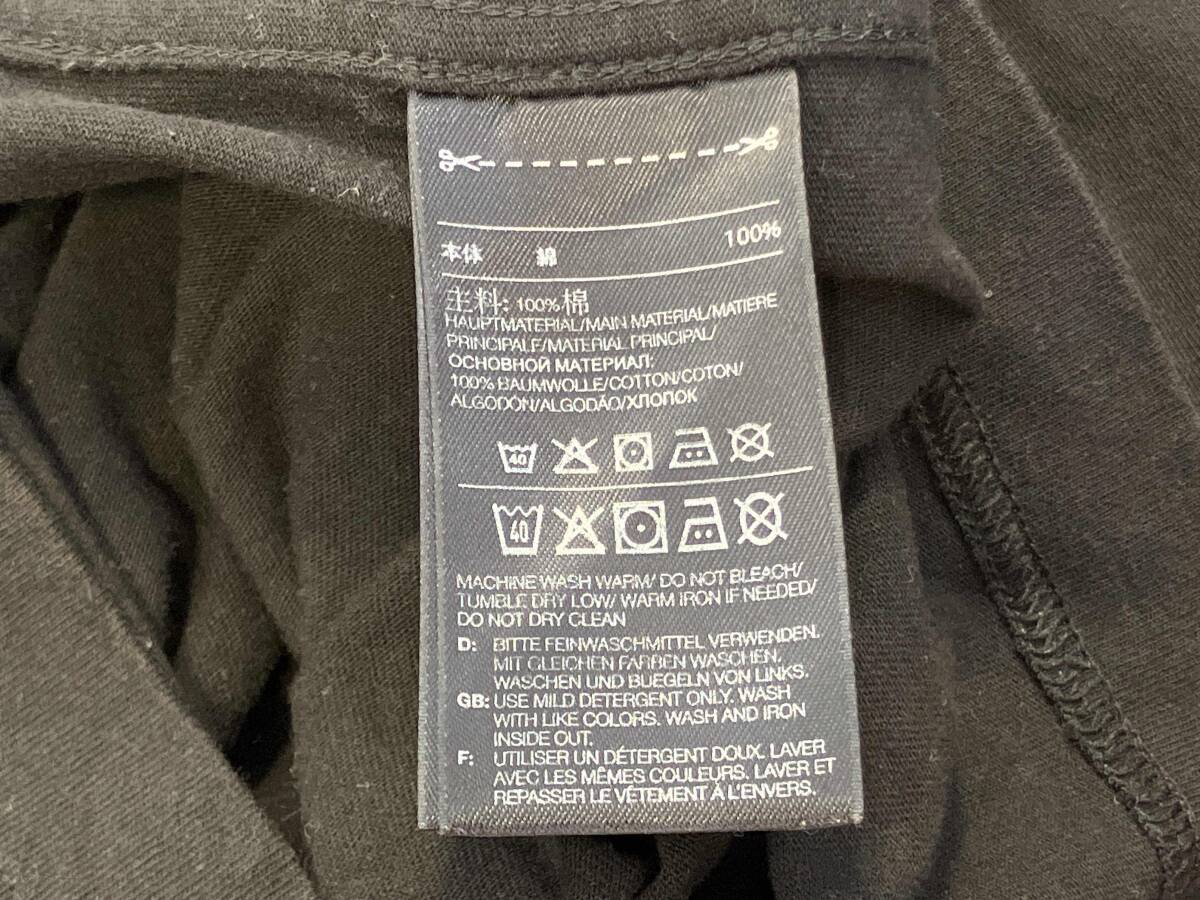 本体 綿 100%
主料: 100%棉
HAUPTMATERIAL/MAIN MATERIAL/MATIERE
PRINCIPALE/MATERIAL PRINCIPAL/
ОСНОВНОЙ МАТЕРИАЛ:
100% BAUMWOLLE/COTTON/COTON/
ALGODON/ALGODÃO/ХЛОПОК
40
40
MACHINE WASH WARM/ DO NOT BLEACH/
TUMBLE DRY LOW/ WARM IRON IF NEEDED/
DO NOT DRY CLEAN
D: BITTE FEINWASCHMITTEL VERWENDEN.
MIT GLEICHEN FARBEN WASCHEN.
WASCHEN UND BUEGELN VON LINKS.
GB: USE MILD DETERGENT ONLY. WASH
WITH LIKE COLORS. WASH AND IRON
INSIDE OUT.
F: UTILISER UN DÉTERGENT DOUX. LAVER
AVEC LES MÊMES COULEURS. LAVER ET
REPASSER LE VÊTEMENT À L'ENVERS.